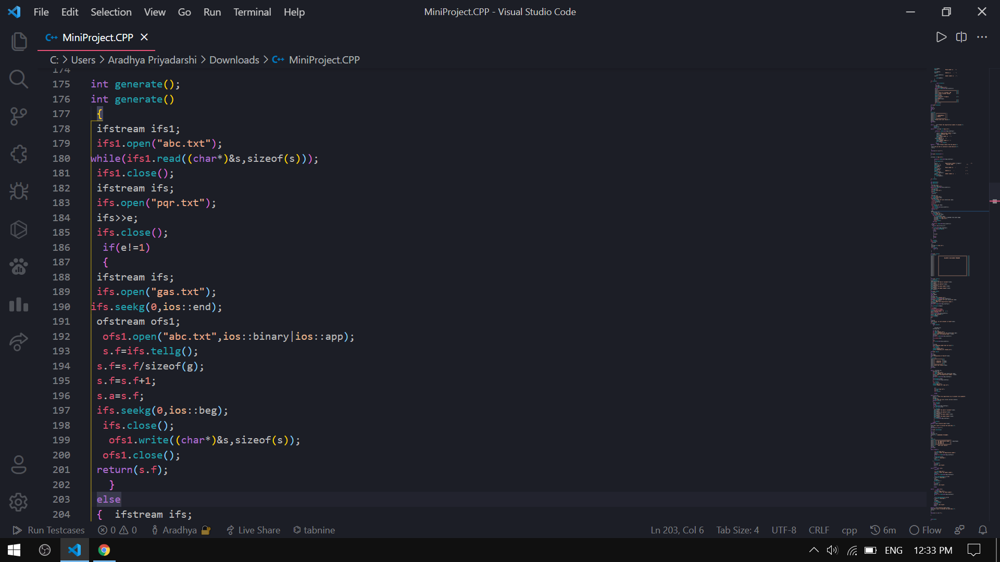 File Edit Selection View Go Run Terminal Help MiniProject.CPP - Visual Studio Code
C++ MiniProject.CPP
C: > Users > Aradhya Priyadarshi > Downloads > C++ MiniProject.CPP
174
175 int generate();
176 int generate()
177 {
178 ifstream ifs1;
179 ifs1.open("abc.txt");
180 while(ifs1.read((char*)&s,sizeof(s)));
181 ifs1.close();
182 ifstream ifs;
183 ifs.open("pqr.txt");
184 ifs>>e;
185 ifs.close();
186 if(e!=1)
187 {
188 ifstream ifs;
189 ifs.open("gas.txt");
190 ifs.seekg(0,ios::end);
191 ofstream ofs1;
192 ofs1.open("abc.txt",ios::binary|ios::app);
193 s.f=ifs.tellg();
194 s.f=s.f/sizeof(g);
195 s.f=s.f+1;
196 s.a=s.f;
197 ifs.seekg(0,ios::beg);
198 ifs.close();
199 ofs1.write((char*)&s,sizeof(s));
200 ofs1.close();
201 return(s.f);
202 }
203 else
204 { ifstream ifs;
Run Testcases 0 0 Aradhya Live Share tabnine Ln 203, Col 6 Tab Size: 4 UTF-8 CRLF cpp 6m Flow
ENG 12:33 PM